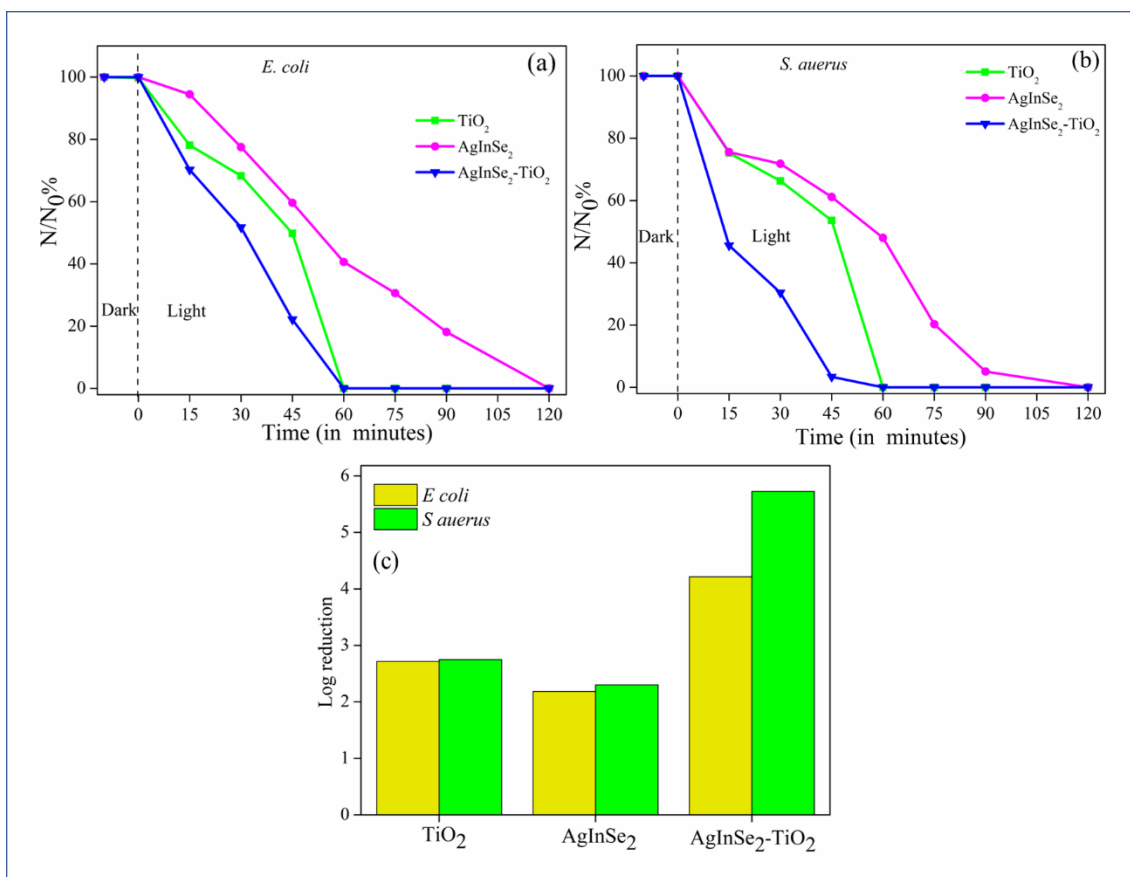 (a)
E. coli
TiO₂
AgInSe₂
AgInSe₂-TiO₂
N/N₀%
100
80
60
40
20
0
Dark
Light
0 15 30 45 60 75 90 105 120
Time (in minutes)
(b)
S. auerus
TiO₂
AgInSe₂
AgInSe₂-TiO₂
N/N₀%
100
80
60
40
20
0
Dark
Light
0 15 30 45 60 75 90 105 120
Time (in minutes)
E coli
S auerus
(c)
Log reduction
6
5
4
3
2
1
0
TiO₂ AgInSe₂ AgInSe₂-TiO₂